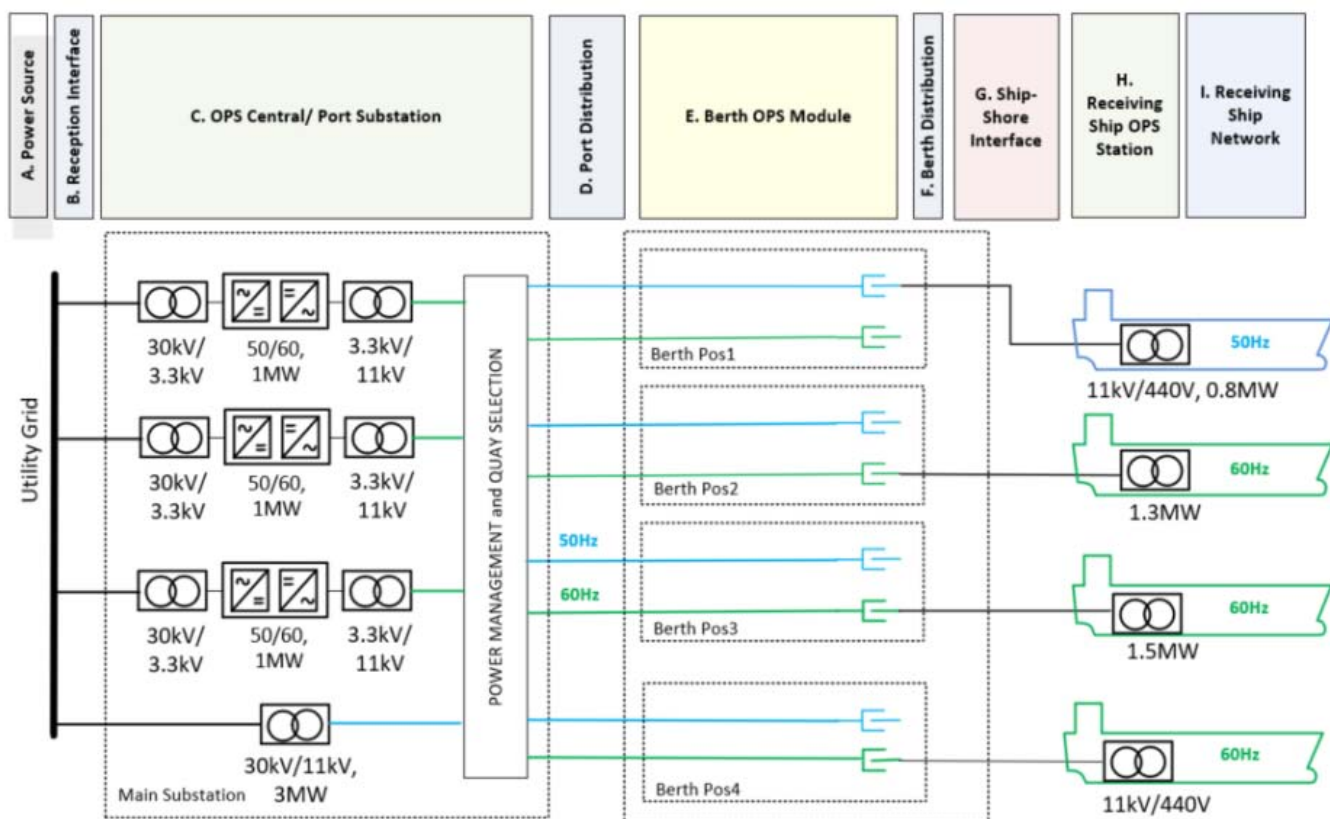 A. Power Source
B. Reception Interface
C. OPS Central/ Port Substation
D. Port Distribution
E. Berth OPS Module
F. Berth Distribution
G. Ship-
Shore
Interface
H.
Receiving
Ship OPS
Station
I. Receiving
Ship
Network
Utility Grid
30kV/
3.3kV
50/60,
1MW
3.3kV/
11kV
30kV/
3.3kV
50/60,
1MW
3.3kV/
11kV
30kV/
3.3kV
50/60,
1MW
3.3kV/
11kV
30kV/11kV,
3MW
Main Substation
POWER MANAGEMENT and QUAY SELECTION
50Hz
60Hz
Berth Pos1
Berth Pos2
Berth Pos3
Berth Pos4
50Hz
11kV/440V, 0.8MW
60Hz
1.3MW
60Hz
1.5MW
60Hz
11kV/440V